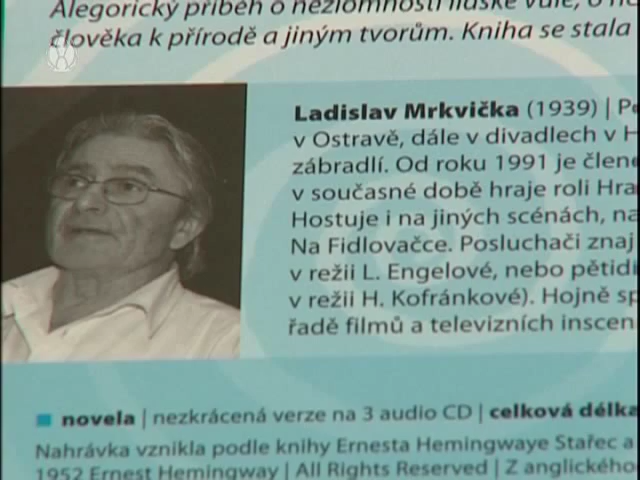 Alegorický příběh o nezlomnosti lidské vůle, o
člověka k přírodě a jiným tvorům. Kniha se stala
Ladislav Mrkvička (1939) | Pe
v Ostravě, dále v divadlech v H
zábradlí. Od roku 1991 je člene
v současné době hraje roli Hra
Hostuje i na jiných scénách, na
Na Fidlovačce. Posluchači znaj
v režii L. Engelové, nebo pětidi
v režii H. Kofránkové). Hojně sp
řadě filmů a televizních inscen
novela | nezkrácená verze na 3 audio CD | celková délka
Nahrávka vznikla podle knihy Ernesta Hemingwaye Stařec a
1952 Ernest Hemingway | All Rights Reserved | Z anglického